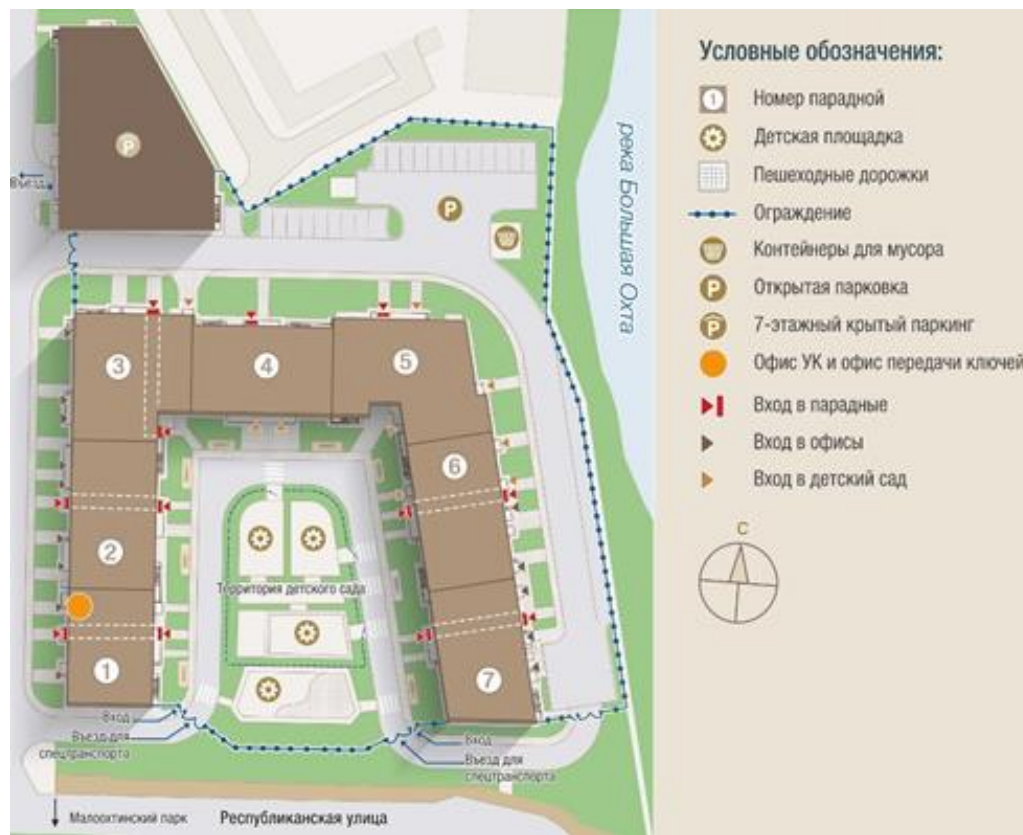 Условные обозначения:
1
Номер парадной
Детская площадка
Пешеходные дорожки
Ограждение
Контейнеры для мусора
P
Открытая парковка
P
7-этажный крытый паркинг
Офис УК и офис передачи ключей
Вход в парадные
Вход в офисы
Вход в детский сад
С
P
Въезд
P
река Большая Охта
3
4
5
6
2
Территория детского сада
1
7
Вход
Въезд для
спецтранспорта
Вход
Въезд для
спецтранспорта
Малоохтинский парк
Республиканская улица